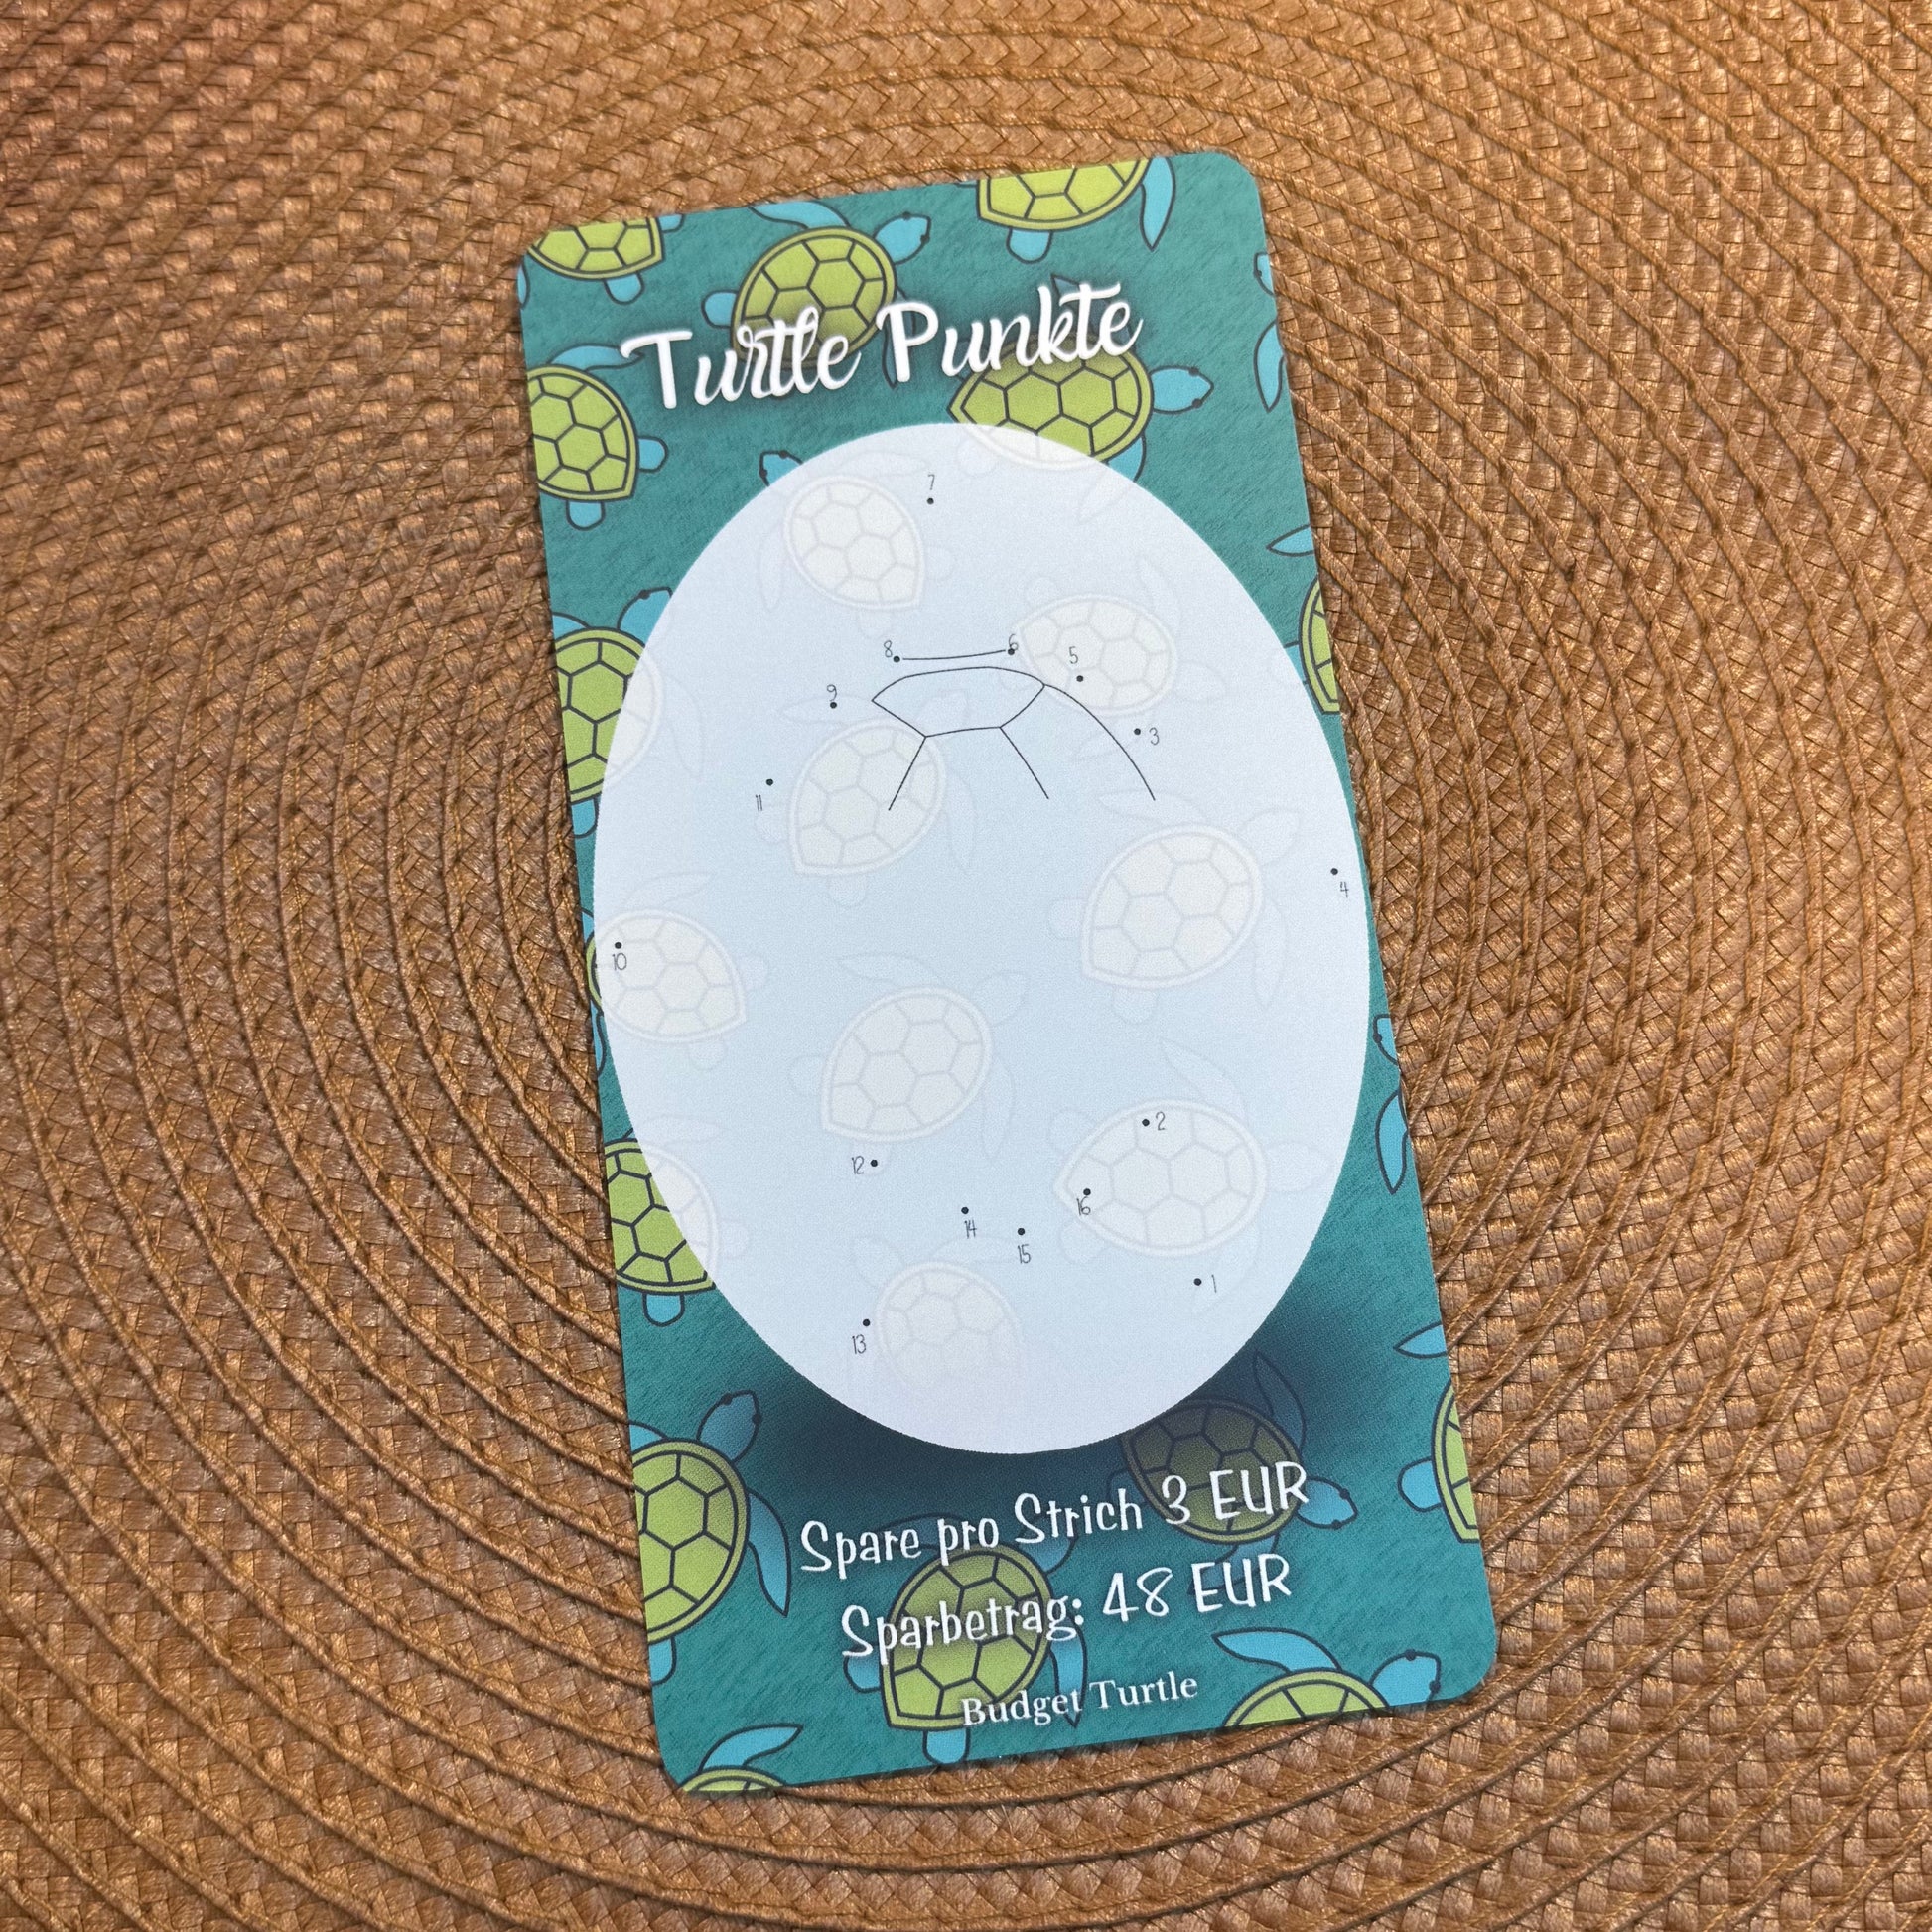 Turtle Punkte
7
8 6 5
9 3
11
4
10
2
12
16
14
15
1
13
Spare pro Strich 3 EUR
Sparbetrag: 48 EUR
Budget Turtle